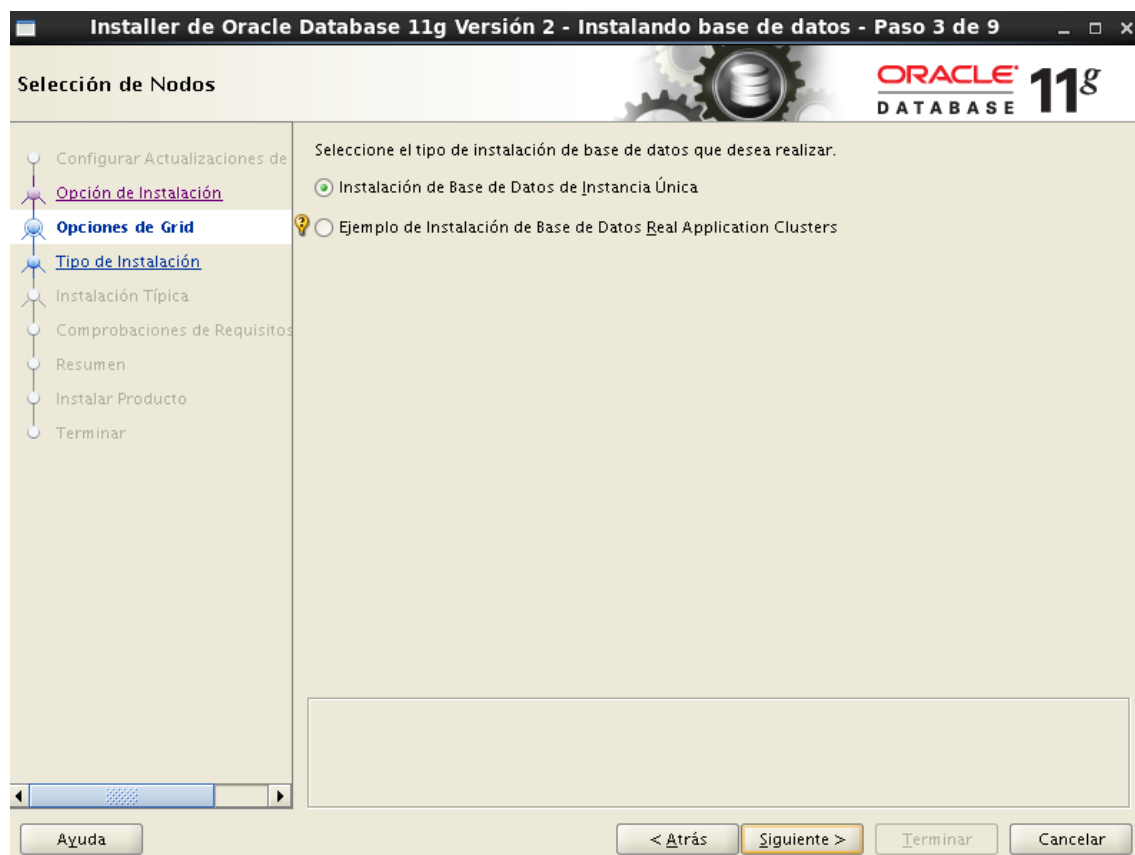 Installer de Oracle Database 11g Versión 2 - Instalando base de datos - Paso 3 de 9
Selección de Nodos
ORACLE
DATABASE
11g
Configurar Actualizaciones de
Opción de Instalación
Opciones de Grid
Tipo de Instalación
Instalación Típica
Comprobaciones de Requisitos
Resumen
Instalar Producto
Terminar
Seleccione el tipo de instalación de base de datos que desea realizar.
Instalación de Base de Datos de Instancia Única
Ejemplo de Instalación de Base de Datos Real Application Clusters
Ayuda
< Atrás
Siguiente >
Terminar
Cancelar